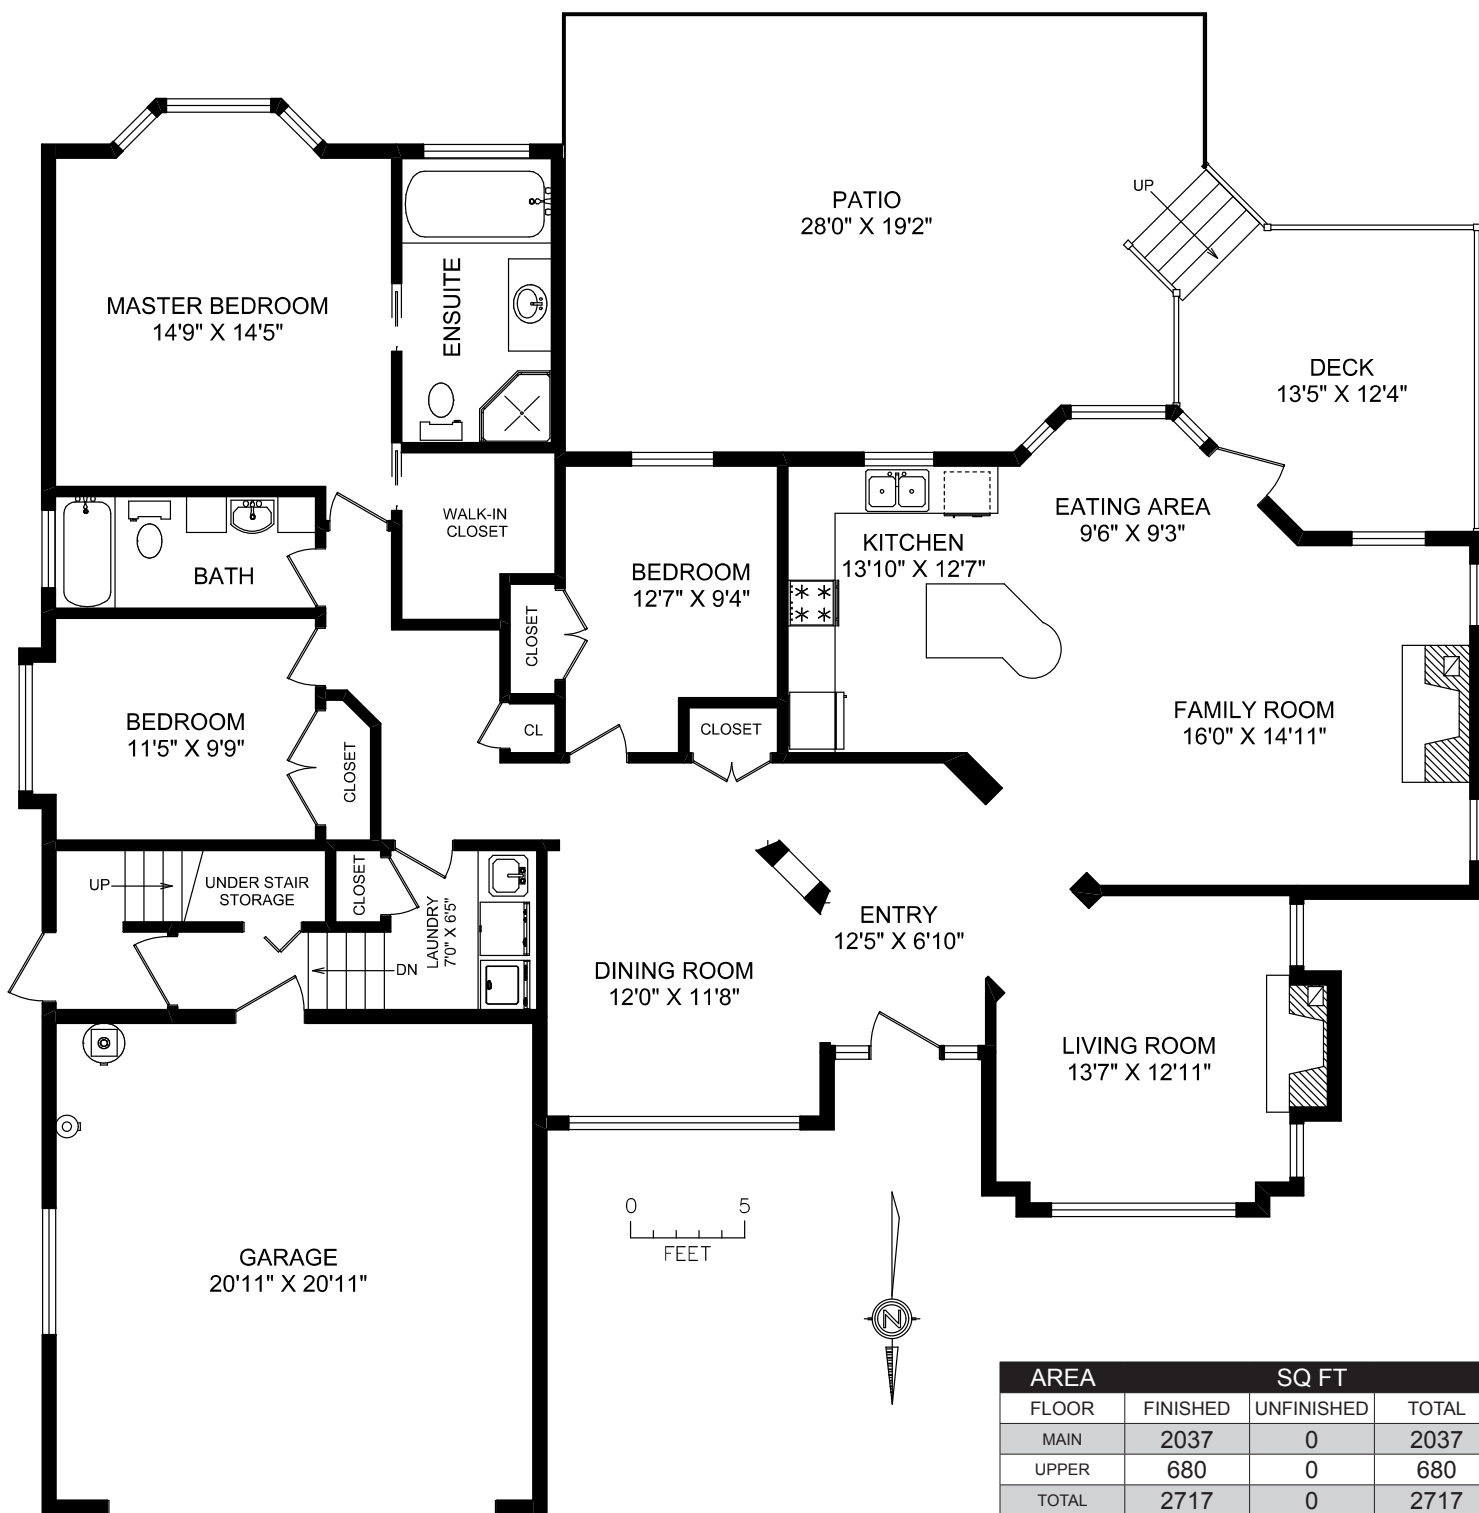 PATIO
28'0" X 19'2"
UP
MASTER BEDROOM
14'9" X 14'5"
ENSUITE
DECK
13'5" X 12'4"
WALK-IN
CLOSET
EATING AREA
9'6" X 9'3"
KITCHEN
13'10" X 12'7"
BATH
BEDROOM
12'7" X 9'4"
CLOSET
BEDROOM
11'5" X 9'9"
CLOSET
CL
CLOSET
FAMILY ROOM
16'0" X 14'11"
UP
UNDER STAIR
STORAGE
CLOSET
LAUNDRY
7'0" X 6'5"
DN
ENTRY
12'5" X 6'10"
DINING ROOM
12'0" X 11'8"
LIVING ROOM
13'7" X 12'11"
GARAGE
20'11" X 20'11"
0 5
FEET
N
AREA SQ FT
FLOOR FINISHED UNFINISHED TOTAL
MAIN 2037 0 2037
UPPER 680 0 680
TOTAL 2717 0 2717